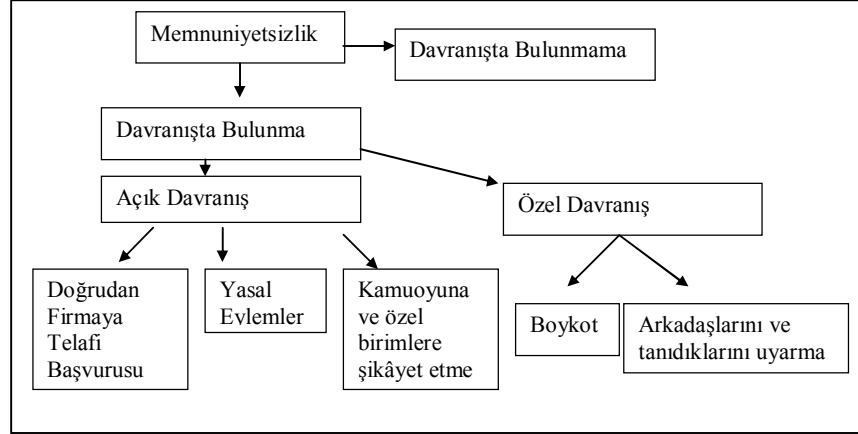 Memnuniyetsizlik
Davranışta Bulunmama
Davranışta Bulunma
Açık Davranış
Özel Davranış
Doğrudan
Firmaya
Telafi
Başvurusu
Yasal
Evlemler
Kamuoyuna
ve özel
birimlere
şikâyet etme
Boykot
Arkadaşlarını ve
tanıdıklarını uyarma